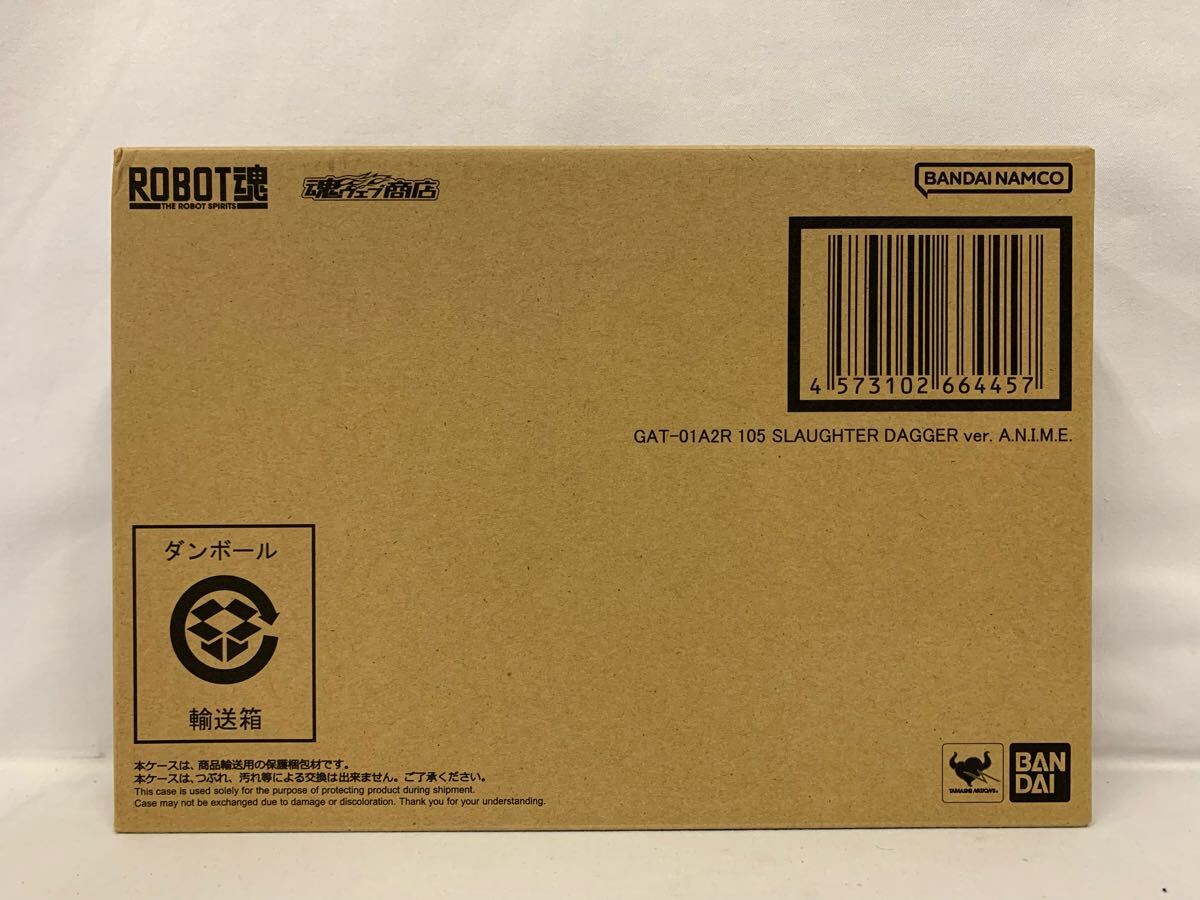 ROBOT魂
THE ROBOT SPIRITS
魂ウェブ商店
BANDAI NAMCO
4 573102 664457
GAT-01A2R 105 SLAUGHTER DAGGER ver. A.N.I.M.E.
ダンボール
輸送箱
本ケースは、商品輸送用の保護梱包材です。
本ケースは、つぶれ、汚れ等による交換は出来ません。ご了承ください。
This case is used solely for the purpose of protecting product during shipment.
Case may not be exchanged due to damage or discoloration. Thank you for your understanding.
TAMASHII NATIONS
BAN
DAI